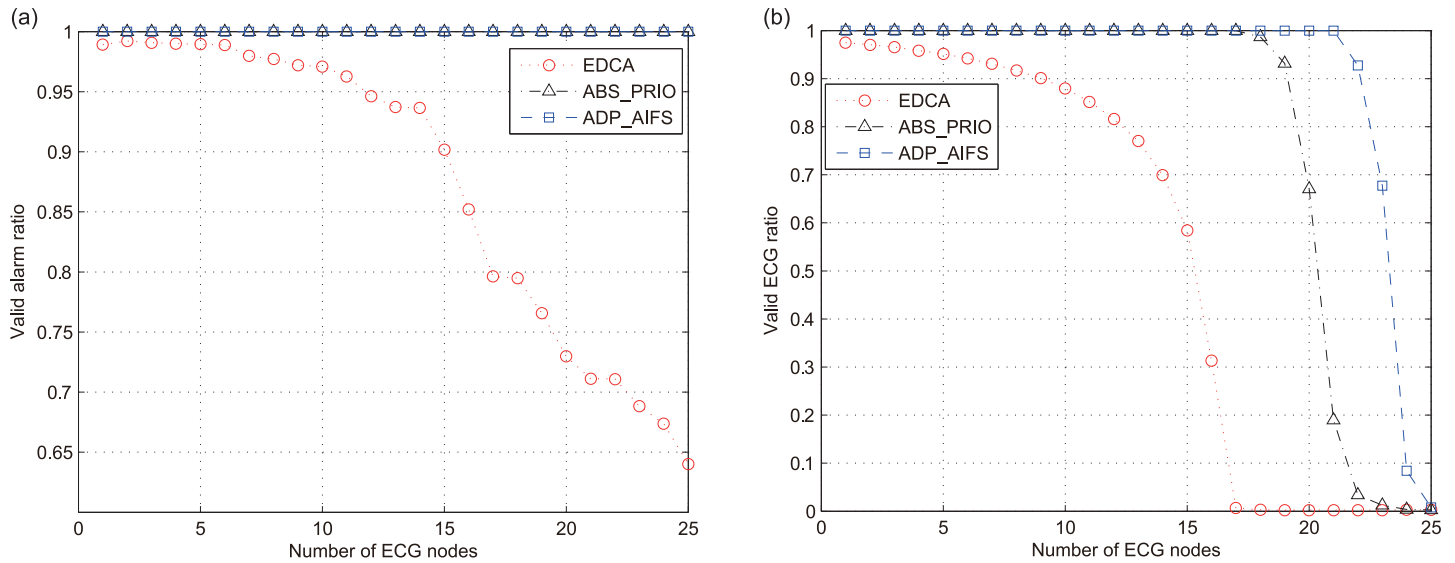 (a)
1
0.95
0.9
0.85
0.8
0.75
0.7
0.65
Valid alarm ratio
EDCA
ABS_PRIO
ADP_AIFS
0 5 10 15 20 25
Number of ECG nodes
(b)
1
0.9
0.8
0.7
0.6
0.5
0.4
0.3
0.2
0.1
0
Valid ECG ratio
EDCA
ABS_PRIO
ADP_AIFS
0 5 10 15 20 25
Number of ECG nodes